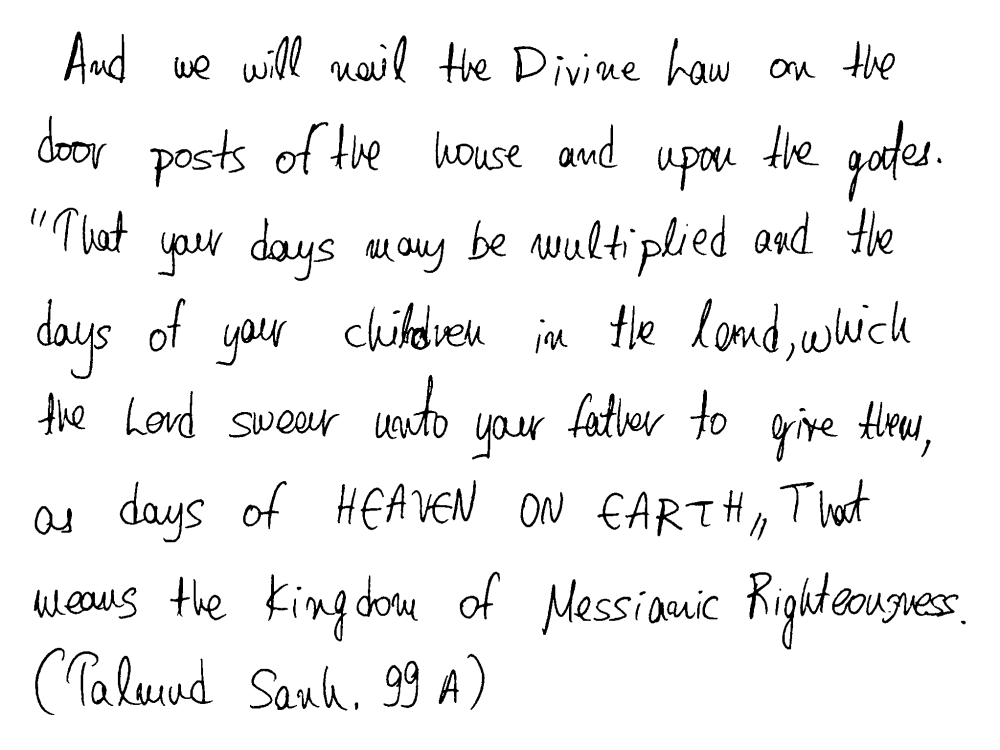 And we will nail the Divine Law on the
door posts of the house and upon the gates.
"That your days may be multiplied and the
days of your children in the land, which
the Lord swear unto your father to give them,
as days of HEAVEN ON EARTH„ That
means the Kingdom of Messianic Righteousness.
(Talmud Sanh. 99 A)